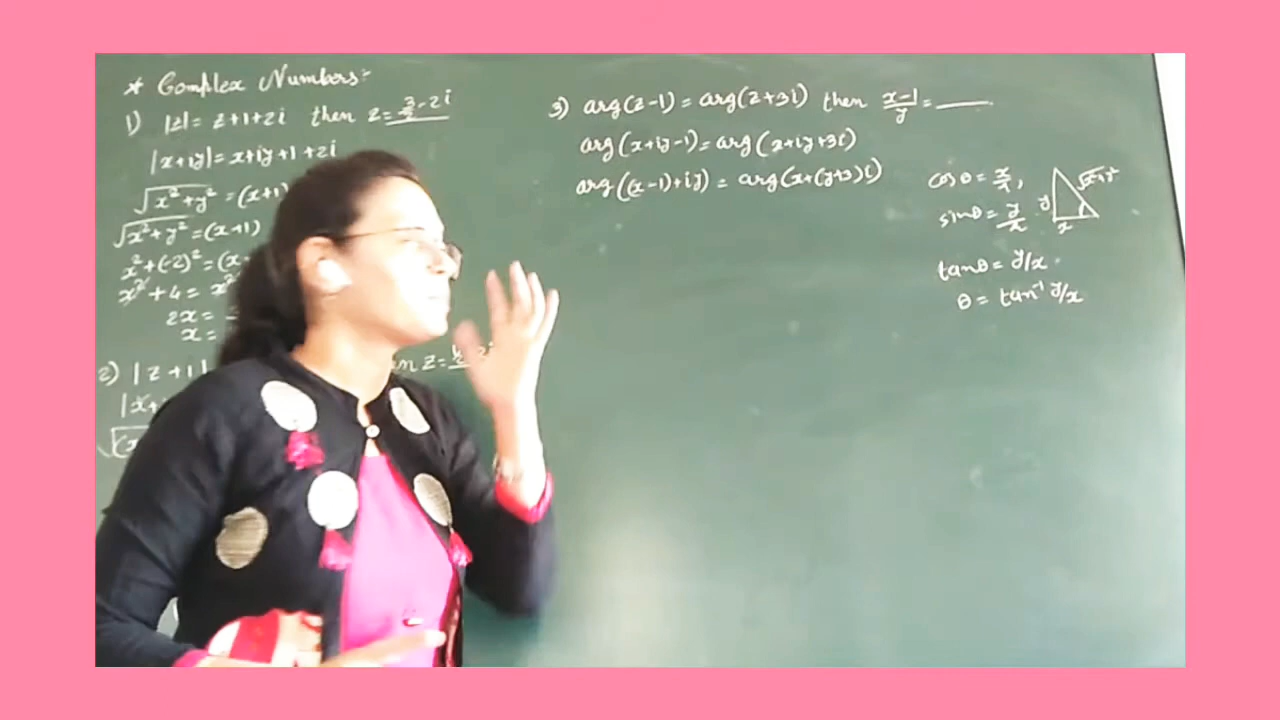 * Complex Numbers:-
1) |z| = z+1+2i then z = 3/2 - 2i
|x+iy| = x+iy+1+2i
√x²+y² = (x+1)
√x²+y² = (x+1)
x²+(-2)² = (x
x² + 4 = x²
2x =
x =
2) |z+1| z =
|x+
√(x
3) arg(z-1) = arg(z+3i) then x-1/y = ____
arg(x+iy-1) = arg(x+iy+3i)
arg((x-1)+iy) = arg(x+(y+3)i)
cosθ = x/r,
sinθ = y/r
y
x
tanθ = y/x
θ = tan⁻¹ y/x